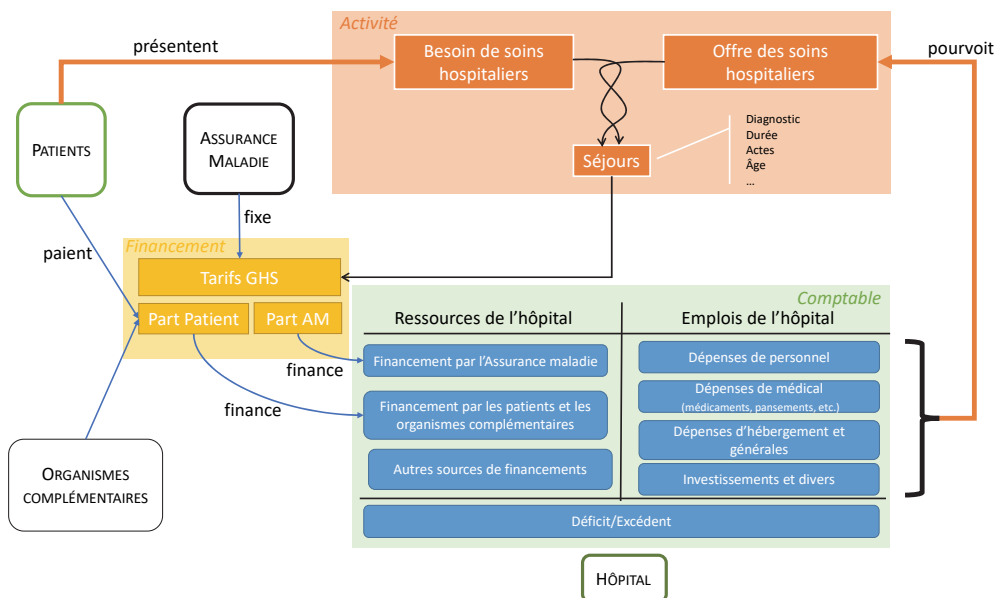 Activité
présentent
pourvoit
Besoin de soins
hospitaliers
Offre des soins
hospitaliers
PATIENTS
ASSURANCE
MALADIE
Séjours
Diagnostic
Durée
Actes
Âge
...
fixe
paient
Financement
Tarifs GHS
Part Patient
Part AM
finance
finance
Comptable
Ressources de l'hôpital
Emplois de l'hôpital
Financement par l'Assurance maladie
Financement par les patients et les
organismes complémentaires
Autres sources de financements
Dépenses de personnel
Dépenses de médical
(médicaments, pansements, etc.)
Dépenses d'hébergement et
générales
Investissements et divers
Déficit/Excédent
ORGANISMES
COMPLÉMENTAIRES
HÔPITAL